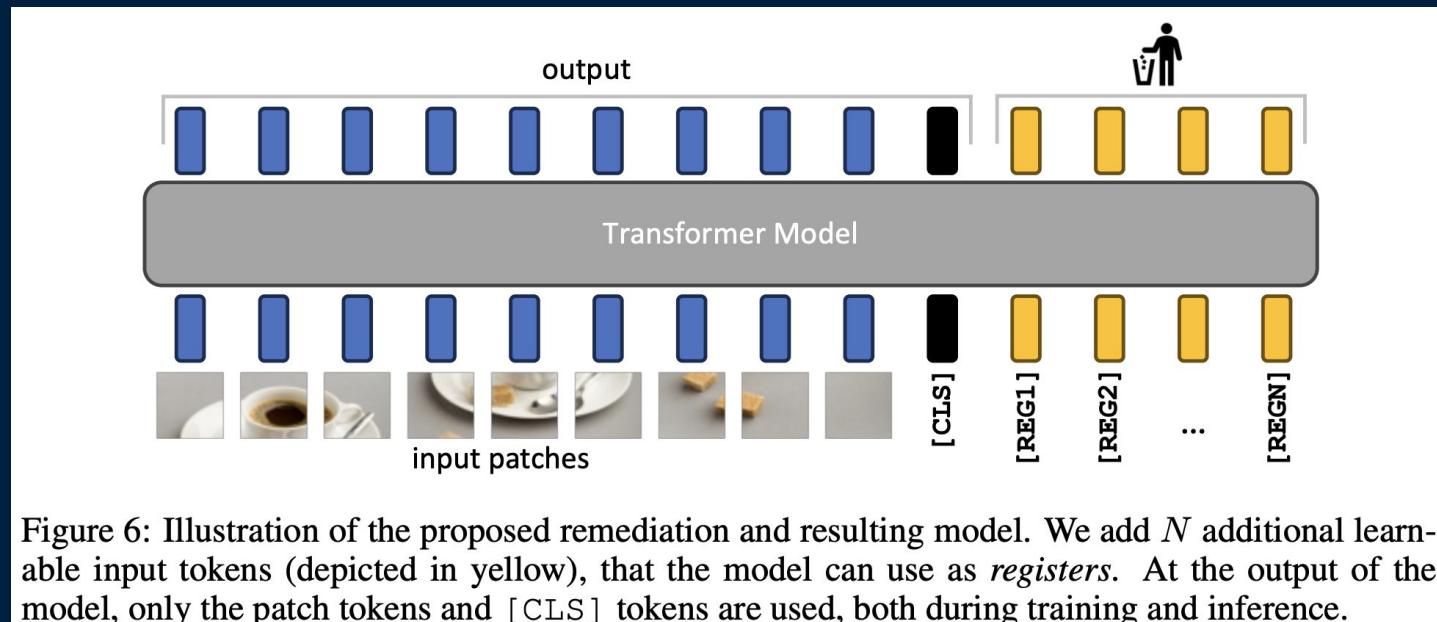 output
Transformer Model
input patches
[CLS]
[REG1]
[REG2]
...
[REGN]
Figure 6: Illustration of the proposed remediation and resulting model. We add N additional learn-
able input tokens (depicted in yellow), that the model can use as registers. At the output of the
model, only the patch tokens and [CLS] tokens are used, both during training and inference.